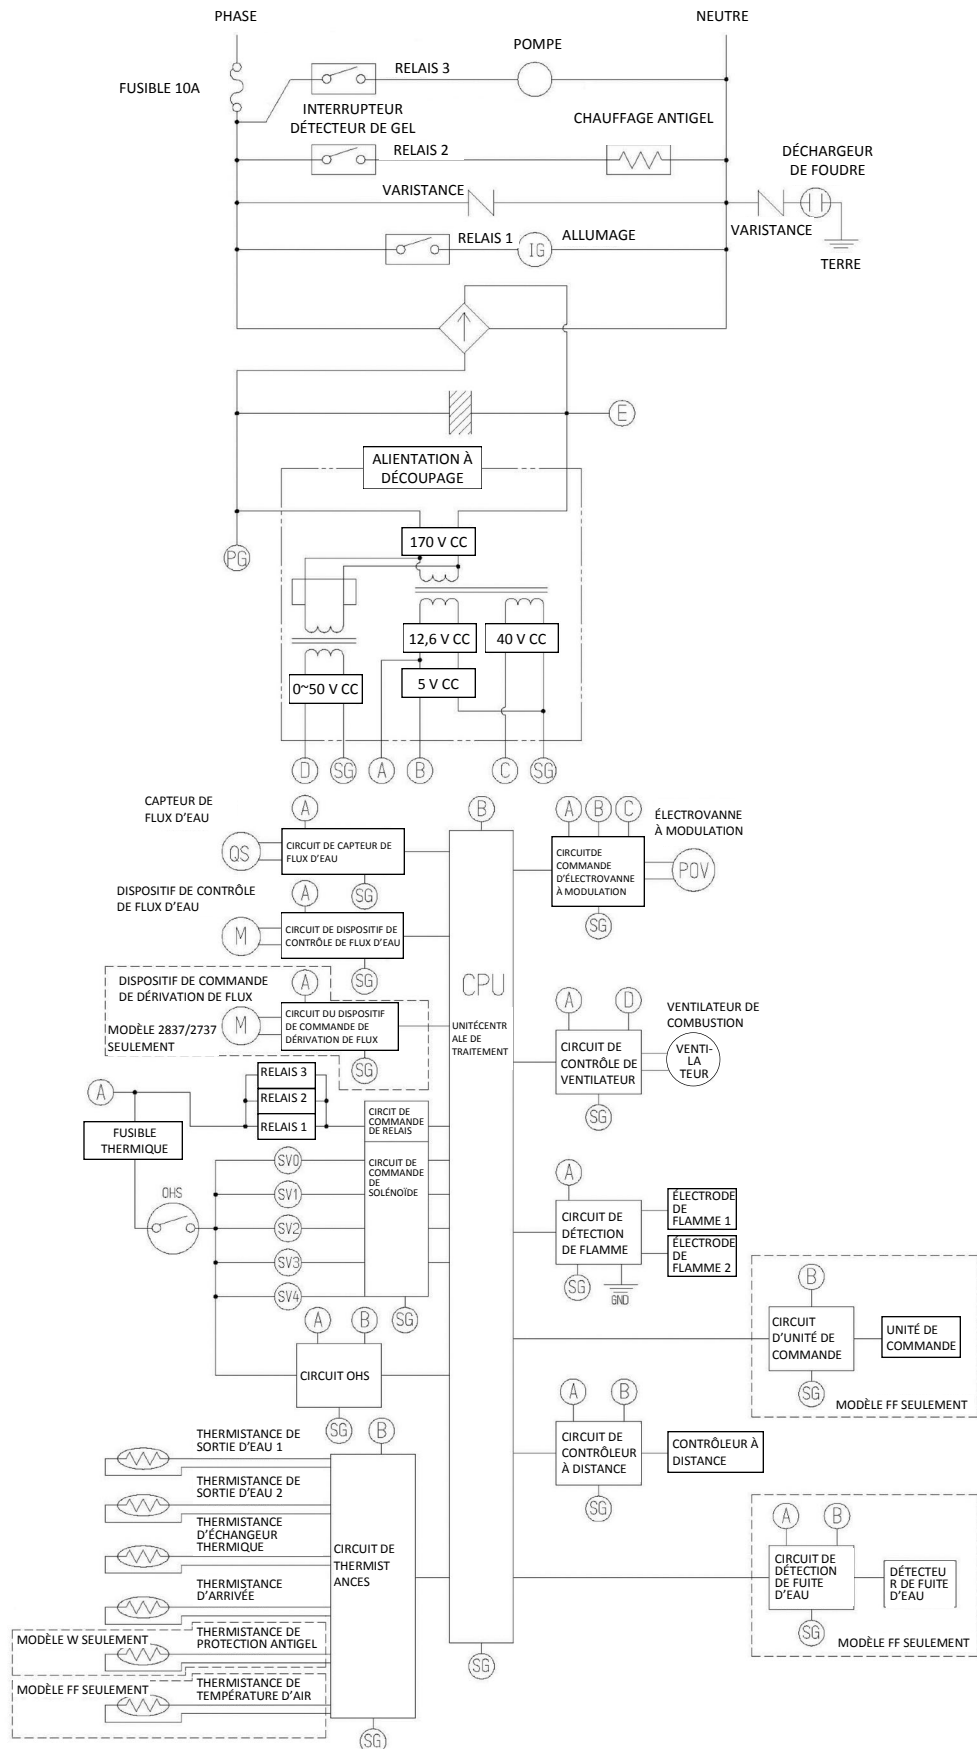 PHASE
NEUTRE
POMPE
RELAIS 3
FUSIBLE 10A
INTERRUPTEUR
DÉTECTEUR DE GEL
CHAUFFAGE ANTIGEL
RELAIS 2
DÉCHARGEUR
DE FOUDRE
VARISTANCE
VARISTANCE
RELAIS 1
ALLUMAGE
IG
TERRE
E
ALIENTATION À
DÉCOUPAGE
170 V CC
PG
12,6 V CC
40 V CC
0~50 V CC
5 V CC
D
SG
A
B
C
SG
CAPTEUR DE
FLUX D'EAU
A
QS
CIRCUIT DE CAPTEUR DE
FLUX D'EAU
SG
B
A
B
C
ÉLECTROVANNE
À MODULATION
CIRCUITDE
COMMANDE
D'ÉLECTROVANNE
À MODULATION
POV
SG
DISPOSITIF DE CONTRÔLE
DE FLUX D'EAU
A
M
CIRCUIT DE DISPOSITIF DE
CONTRÔLE DE FLUX D'EAU
SG
CPU
UNITÉCENTR
ALE DE
TRAITEMENT
DISPOSITIF DE COMMANDE
DE DÉRIVATION DE FLUX
A
M
MODÈLE 2837/2737
SEULEMENT
CIRCUIT DU DISPOSITIF
DE COMMANDE DE
DÉRIVATION DE FLUX
SG
A
D
VENTILATEUR DE
COMBUSTION
CIRCUIT DE
CONTRÔLE DE
VENTILATEUR
VENTI-
LA
TEUR
SG
A
RELAIS 3
RELAIS 2
RELAIS 1
FUSIBLE
THERMIQUE
CIRCIT DE
COMMANDE
DE RELAIS
CIRCUIT DE
COMMANDE
DE
SOLÉNOÏDE
OHS
SV0
SV1
SV2
SV3
SV4
SG
A
B
CIRCUIT OHS
SG
A
CIRCUIT DE
DÉTECTION
DE FLAMME
ÉLECTRODE
DE
FLAMME 1
ÉLECTRODE
DE
FLAMME 2
SG
GND
B
CIRCUIT
D'UNITÉ DE
COMMANDE
UNITÉ DE
COMMANDE
SG
MODÈLE FF SEULEMENT
A
B
CIRCUIT DE
CONTRÔLEUR
À DISTANCE
CONTRÔLEUR À
DISTANCE
SG
B
THERMISTANCE DE
SORTIE D'EAU 1
THERMISTANCE DE
SORTIE D'EAU 2
THERMISTANCE
D'ÉCHANGEUR
THERMIQUE
THERMISTANCE
D'ARRIVÉE
MODÈLE W SEULEMENT
THERMISTANCE DE
PROTECTION ANTIGEL
MODÈLE FF SEULEMENT
THERMISTANCE DE
TEMPÉRATURE D'AIR
CIRCUIT DE
THERMIST
ANCES
SG
SG
A
B
CIRCUIT DE
DÉTECTION
DE FUITE
D'EAU
DÉTECTEU
R DE FUITE
D'EAU
SG
MODÈLE FF SEULEMENT